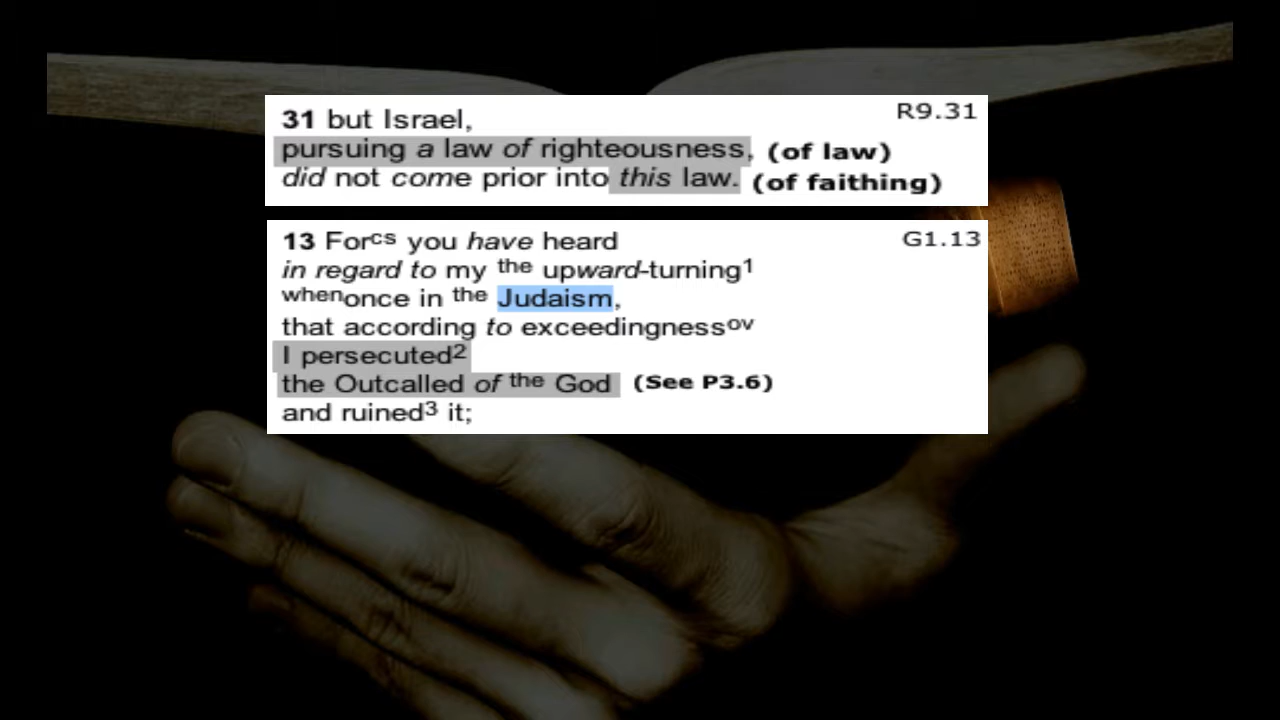 31 but Israel, R9.31
pursuing a law of righteousness, (of law)
did not come prior into this law. (of faithing)
13 Forcs you have heard G1.13
in regard to my the upward-turning1
whenonce in the Judaism,
that according to exceedingnessov
I persecuted2
the Outcalled of the God (See P3.6)
and ruined3 it;